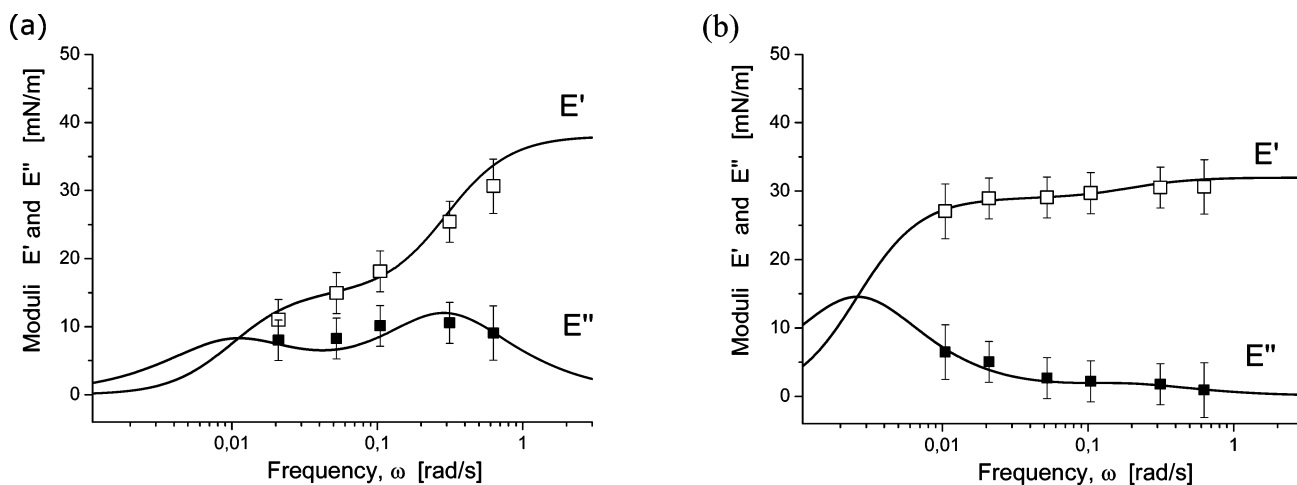 (a)
50
40
30
20
10
0
Moduli E' and E'' [mN/m]
E'
E''
0,01
0,1
1
Frequency, ω [rad/s]
(b)
50
40
30
20
10
0
Moduli E' and E'' [mN/m]
E'
E''
0,01
0,1
1
Frequency, ω [rad/s]